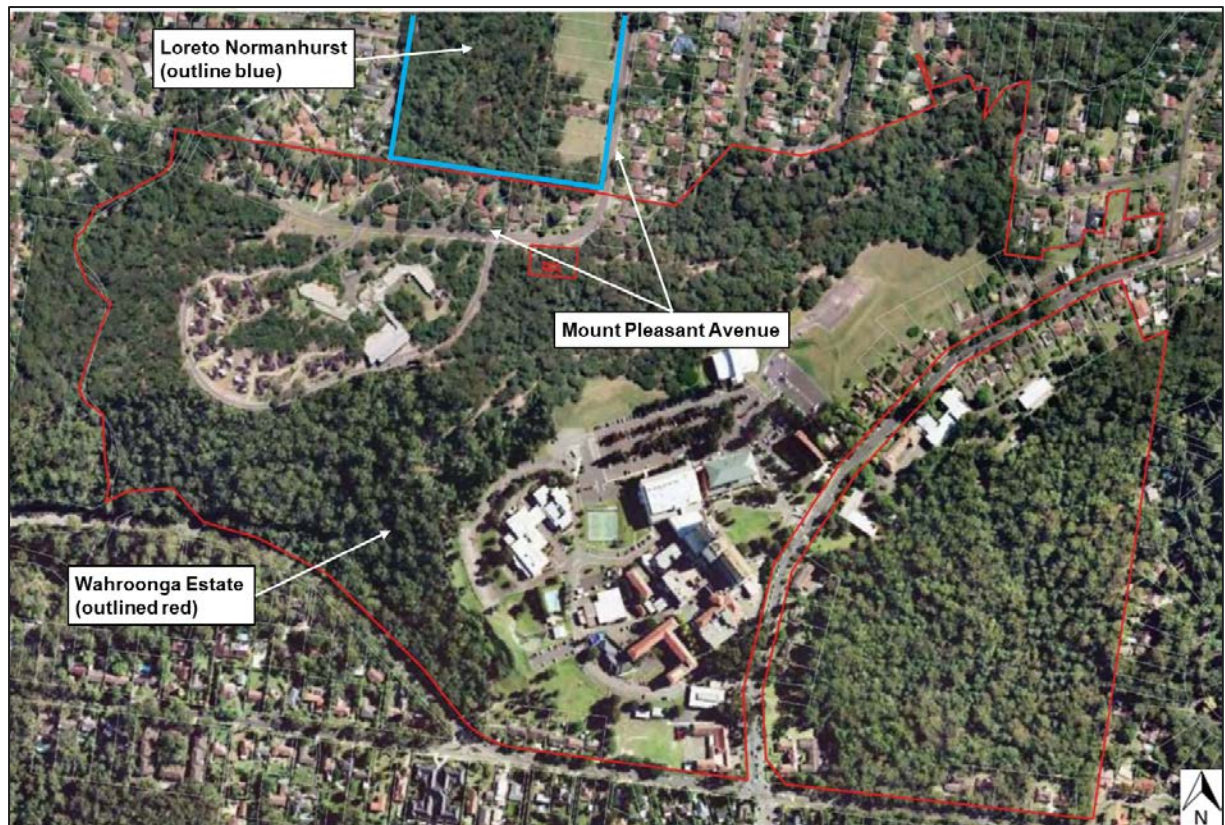 Loreto Normanhurst
(outline blue)
Mount Pleasant Avenue
Wahroonga Estate
(outlined red)
N